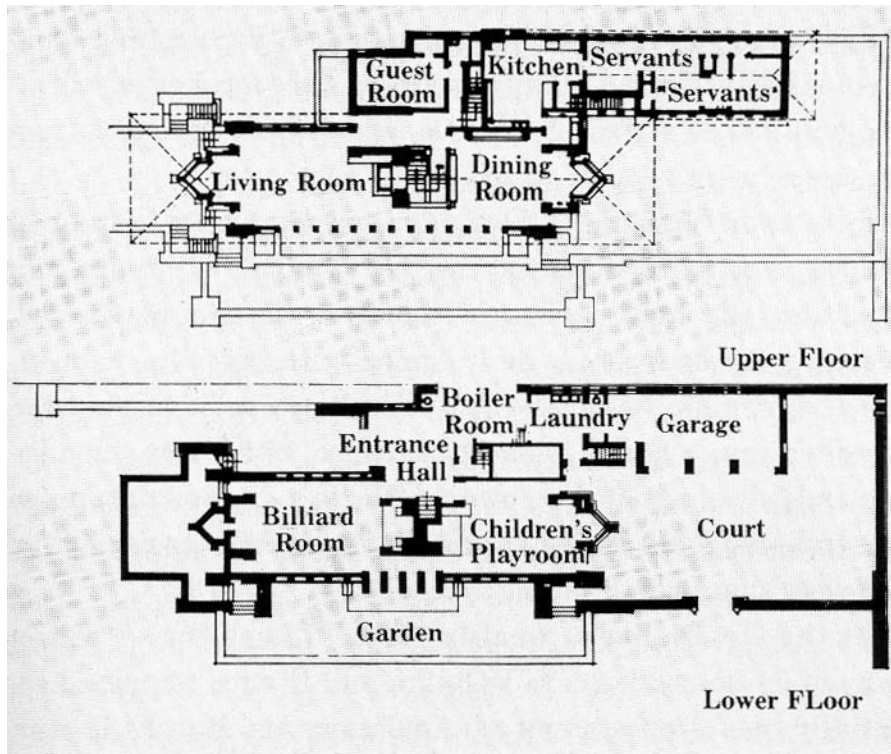 Guest
Room
Kitchen
Servants
Servants'
Living Room
Dining
Room
Upper Floor
Boiler
Room
Laundry
Garage
Entrance
Hall
Billiard
Room
Children's
Playroom
Court
Garden
Lower FLoor